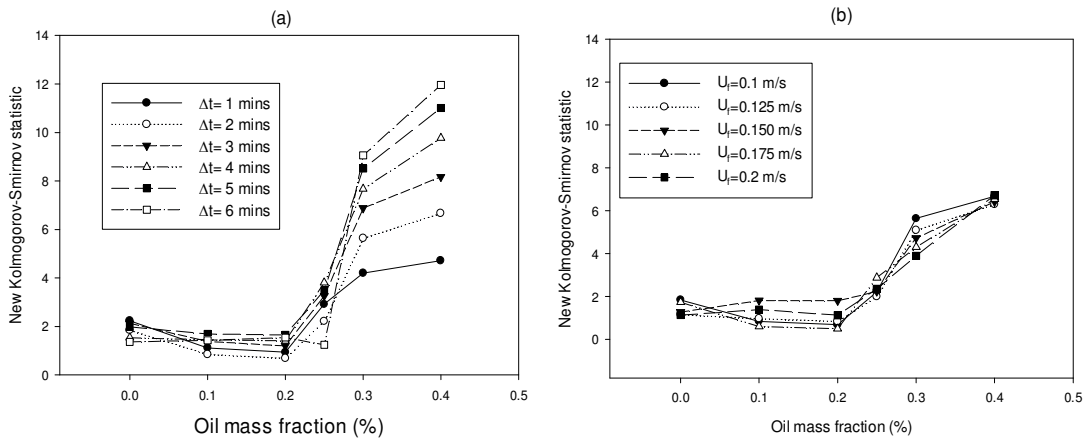 (a)
New Kolmogorov-Smirnov statistic
14
12
10
8
6
4
2
0
Δt= 1 mins
Δt= 2 mins
Δt= 3 mins
Δt= 4 mins
Δt= 5 mins
Δt= 6 mins
0.0 0.1 0.2 0.3 0.4 0.5
Oil mass fraction (%)
(b)
New Kolmogorov-Smirnov statistic
14
12
10
8
6
4
2
0
Uf=0.1 m/s
Uf=0.125 m/s
Uf=0.150 m/s
Uf=0.175 m/s
Uf=0.2 m/s
0.0 0.1 0.2 0.3 0.4 0.5
Oil mass fraction (%)